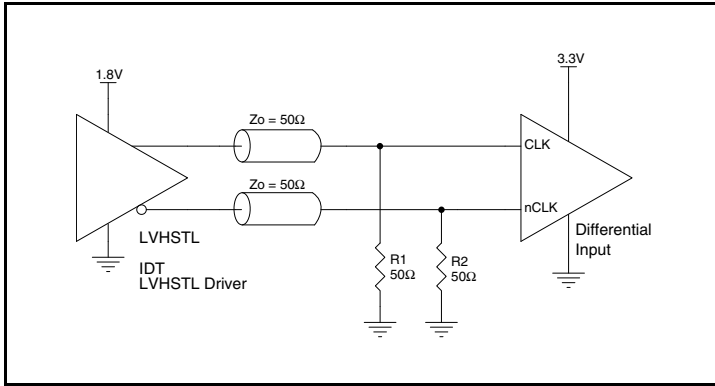 1.8V
3.3V
Zo = 50Ω
CLK
Zo = 50Ω
nCLK
LVHSTL
IDT
LVHSTL Driver
R1
50Ω
R2
50Ω
Differential
Input